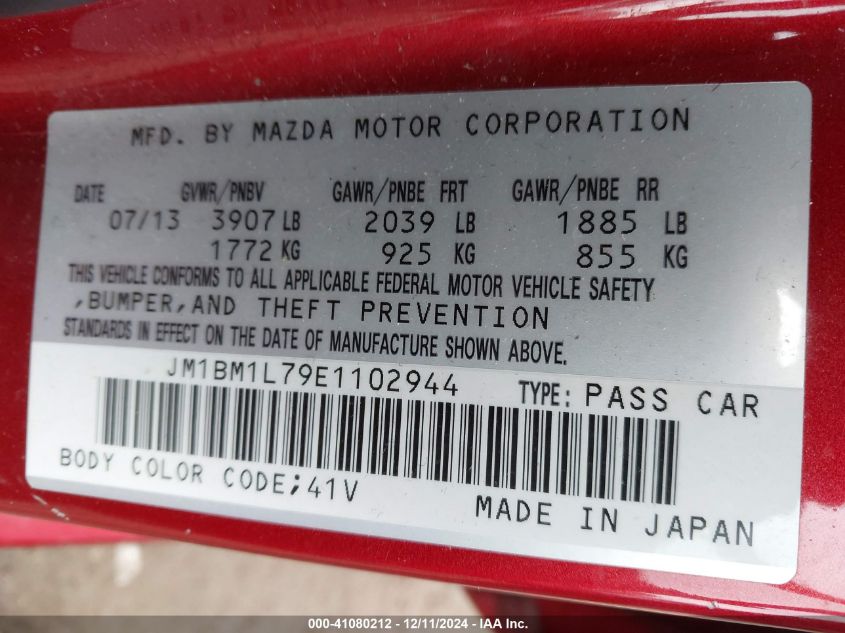 MFD. BY MAZDA MOTOR CORPORATION
DATE GVWR/PNBV GAWR/PNBE FRT GAWR/PNBE RR
07/13 3907 LB 2039 LB 1885 LB
1772 KG 925 KG 855 KG
THIS VEHICLE CONFORMS TO ALL APPLICABLE FEDERAL MOTOR VEHICLE SAFETY
,BUMPER,AND THEFT PREVENTION
STANDARDS IN EFFECT ON THE DATE OF MANUFACTURE SHOWN ABOVE.
JM1BM1L79E1102944 TYPE: PASS CAR
BODY COLOR CODE;41V
MADE IN JAPAN
000-41080212 - 12/11/2024 - IAA Inc.